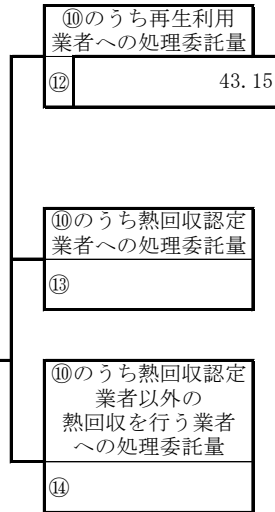 ⑩のうち再生利用
業者への処理委託量
⑫ 43.15
⑩のうち熱回収認定
業者への処理委託量
⑬
⑩のうち熱回収認定
業者以外の
熱回収を行う業者
への処理委託量
⑭